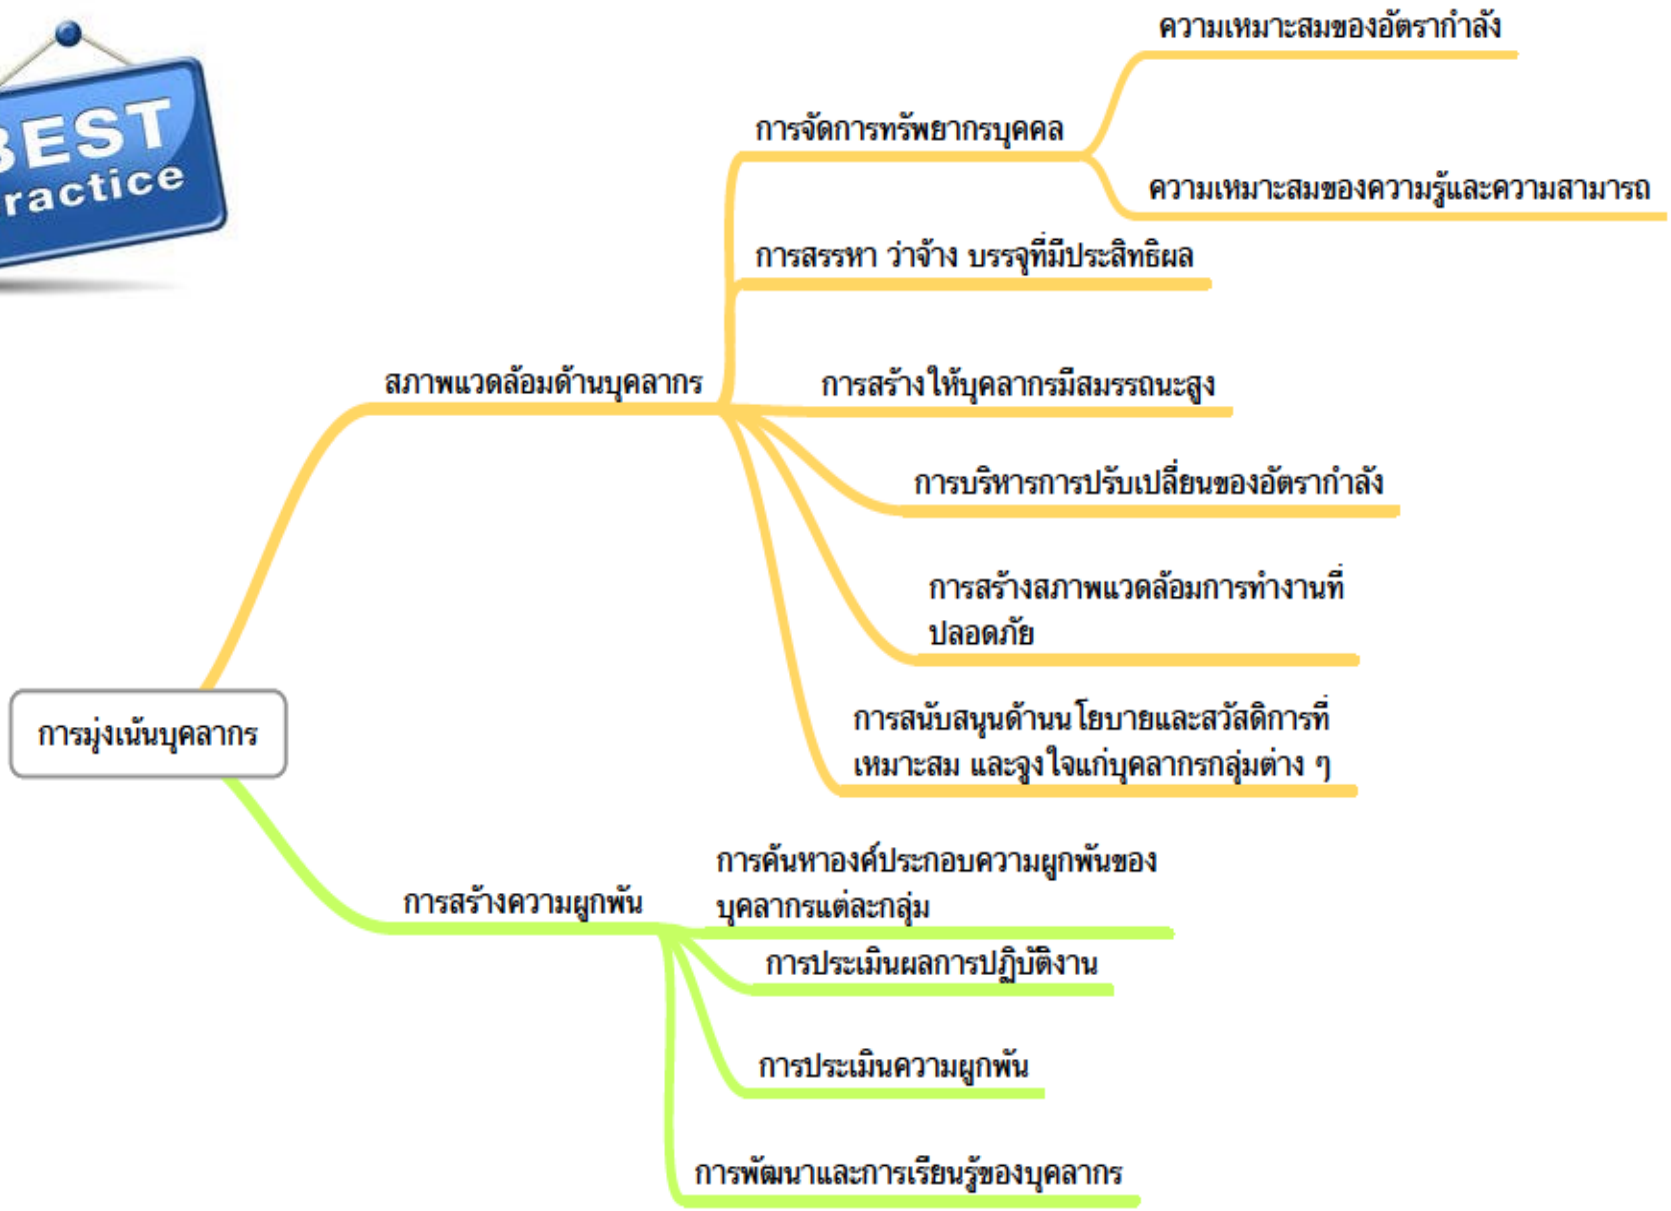 BEST
ractice
ความเหมาะสมของอัตรากำลัง
การจัดการทรัพยากรบุคคล
ความเหมาะสมของความรู้และความสามารถ
การสรรหา ว่าจ้าง บรรจุที่มีประสิทธิผล
สภาพแวดล้อมด้านบุคลากร
การสร้างให้บุคลากรมีสมรรถนะสูง
การบริหารการปรับเปลี่ยนของอัตรากำลัง
การสร้างสภาพแวดล้อมการทำงานที่
ปลอดภัย
การสนับสนุนด้านนโยบายและสวัสดิการที่
เหมาะสม และจูงใจแก่บุคลากรกลุ่มต่าง ๆ
การมุ่งเน้นบุคลากร
การค้นหาองค์ประกอบความผูกพันของ
บุคลากรแต่ละกลุ่ม
การสร้างความผูกพัน
การประเมินผลการปฏิบัติงาน
การประเมินความผูกพัน
การพัฒนาและการเรียนรู้ของบุคลากร